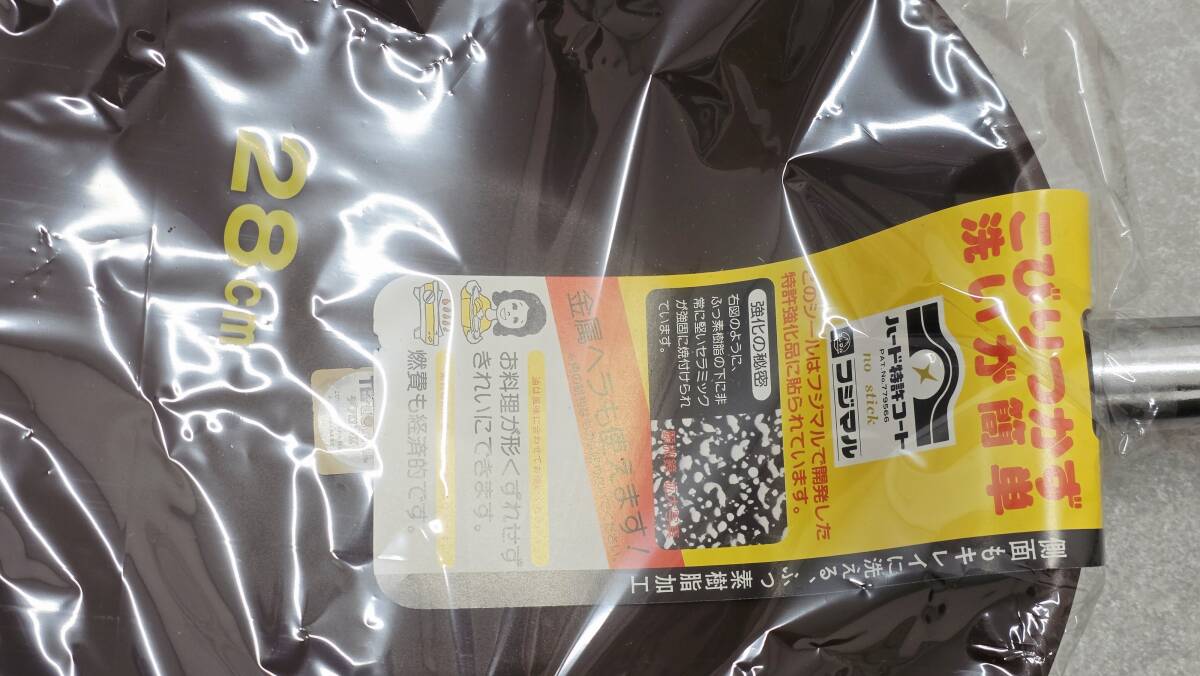 こびりつかず
洗いが簡単
ハード特許コート
PAT.No.779566
no stick
フジマル
このシールはフジマルで開発した
特許強化品に貼られています。
強化の秘密
右図のように、
ふっ素樹脂の下に非
常に堅いセラミック
が強固に焼付けられ
ています。
金属ヘラも使えます!
お料理が形くずれせず
きれいにできます。
燃費も経済的です。
側面もキレイに洗える、ふっ素樹脂加工
28cm